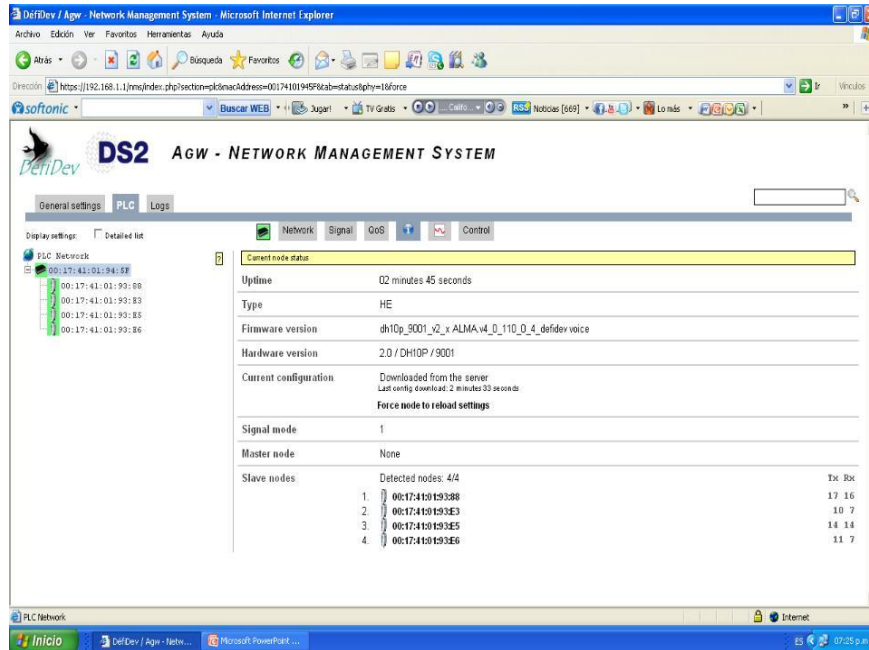 DéfiDev / Agw - Network Management System - Microsoft Internet Explorer
Archivo Edición Ver Favoritos Herramientas Ayuda
Atrás Búsqueda Favoritos
Dirección https://192.168.1.1/nms/index.php?section=plc&macAddress=00174101945F&tab=status&phy=1&force Ir Vínculos
softonic Buscar WEB Jugar! TV Gratis RSS Noticias [669] Lo más
DéfiDev DS2 AGW - NETWORK MANAGEMENT SYSTEM
General settings PLC Logs
Display settings: Detailed list Network Signal QoS Control
PLC Network ? Current node status
00:17:41:01:94:5F
00:17:41:01:93:88
00:17:41:01:93:E3
00:17:41:01:93:E5
00:17:41:01:93:E6
Uptime 02 minutes 45 seconds
Type HE
Firmware version dh10p_9001_v2_x ALMA.v4_0_110_0_4_defidev voice
Hardware version 2.0 / DH10P / 9001
Current configuration Downloaded from the server
Last config download: 2 minutes 33 seconds
Force node to reload settings
Signal mode 1
Master node None
Slave nodes Detected nodes: 4/4 Tx Rx
1. 00:17:41:01:93:88 17 16
2. 00:17:41:01:93:E3 10 7
3. 00:17:41:01:93:E5 14 14
4. 00:17:41:01:93:E6 11 7
PLC Network Internet
Inicio DéfiDev / Agw - Netw... Microsoft PowerPoint ... ES 07:25 p.m